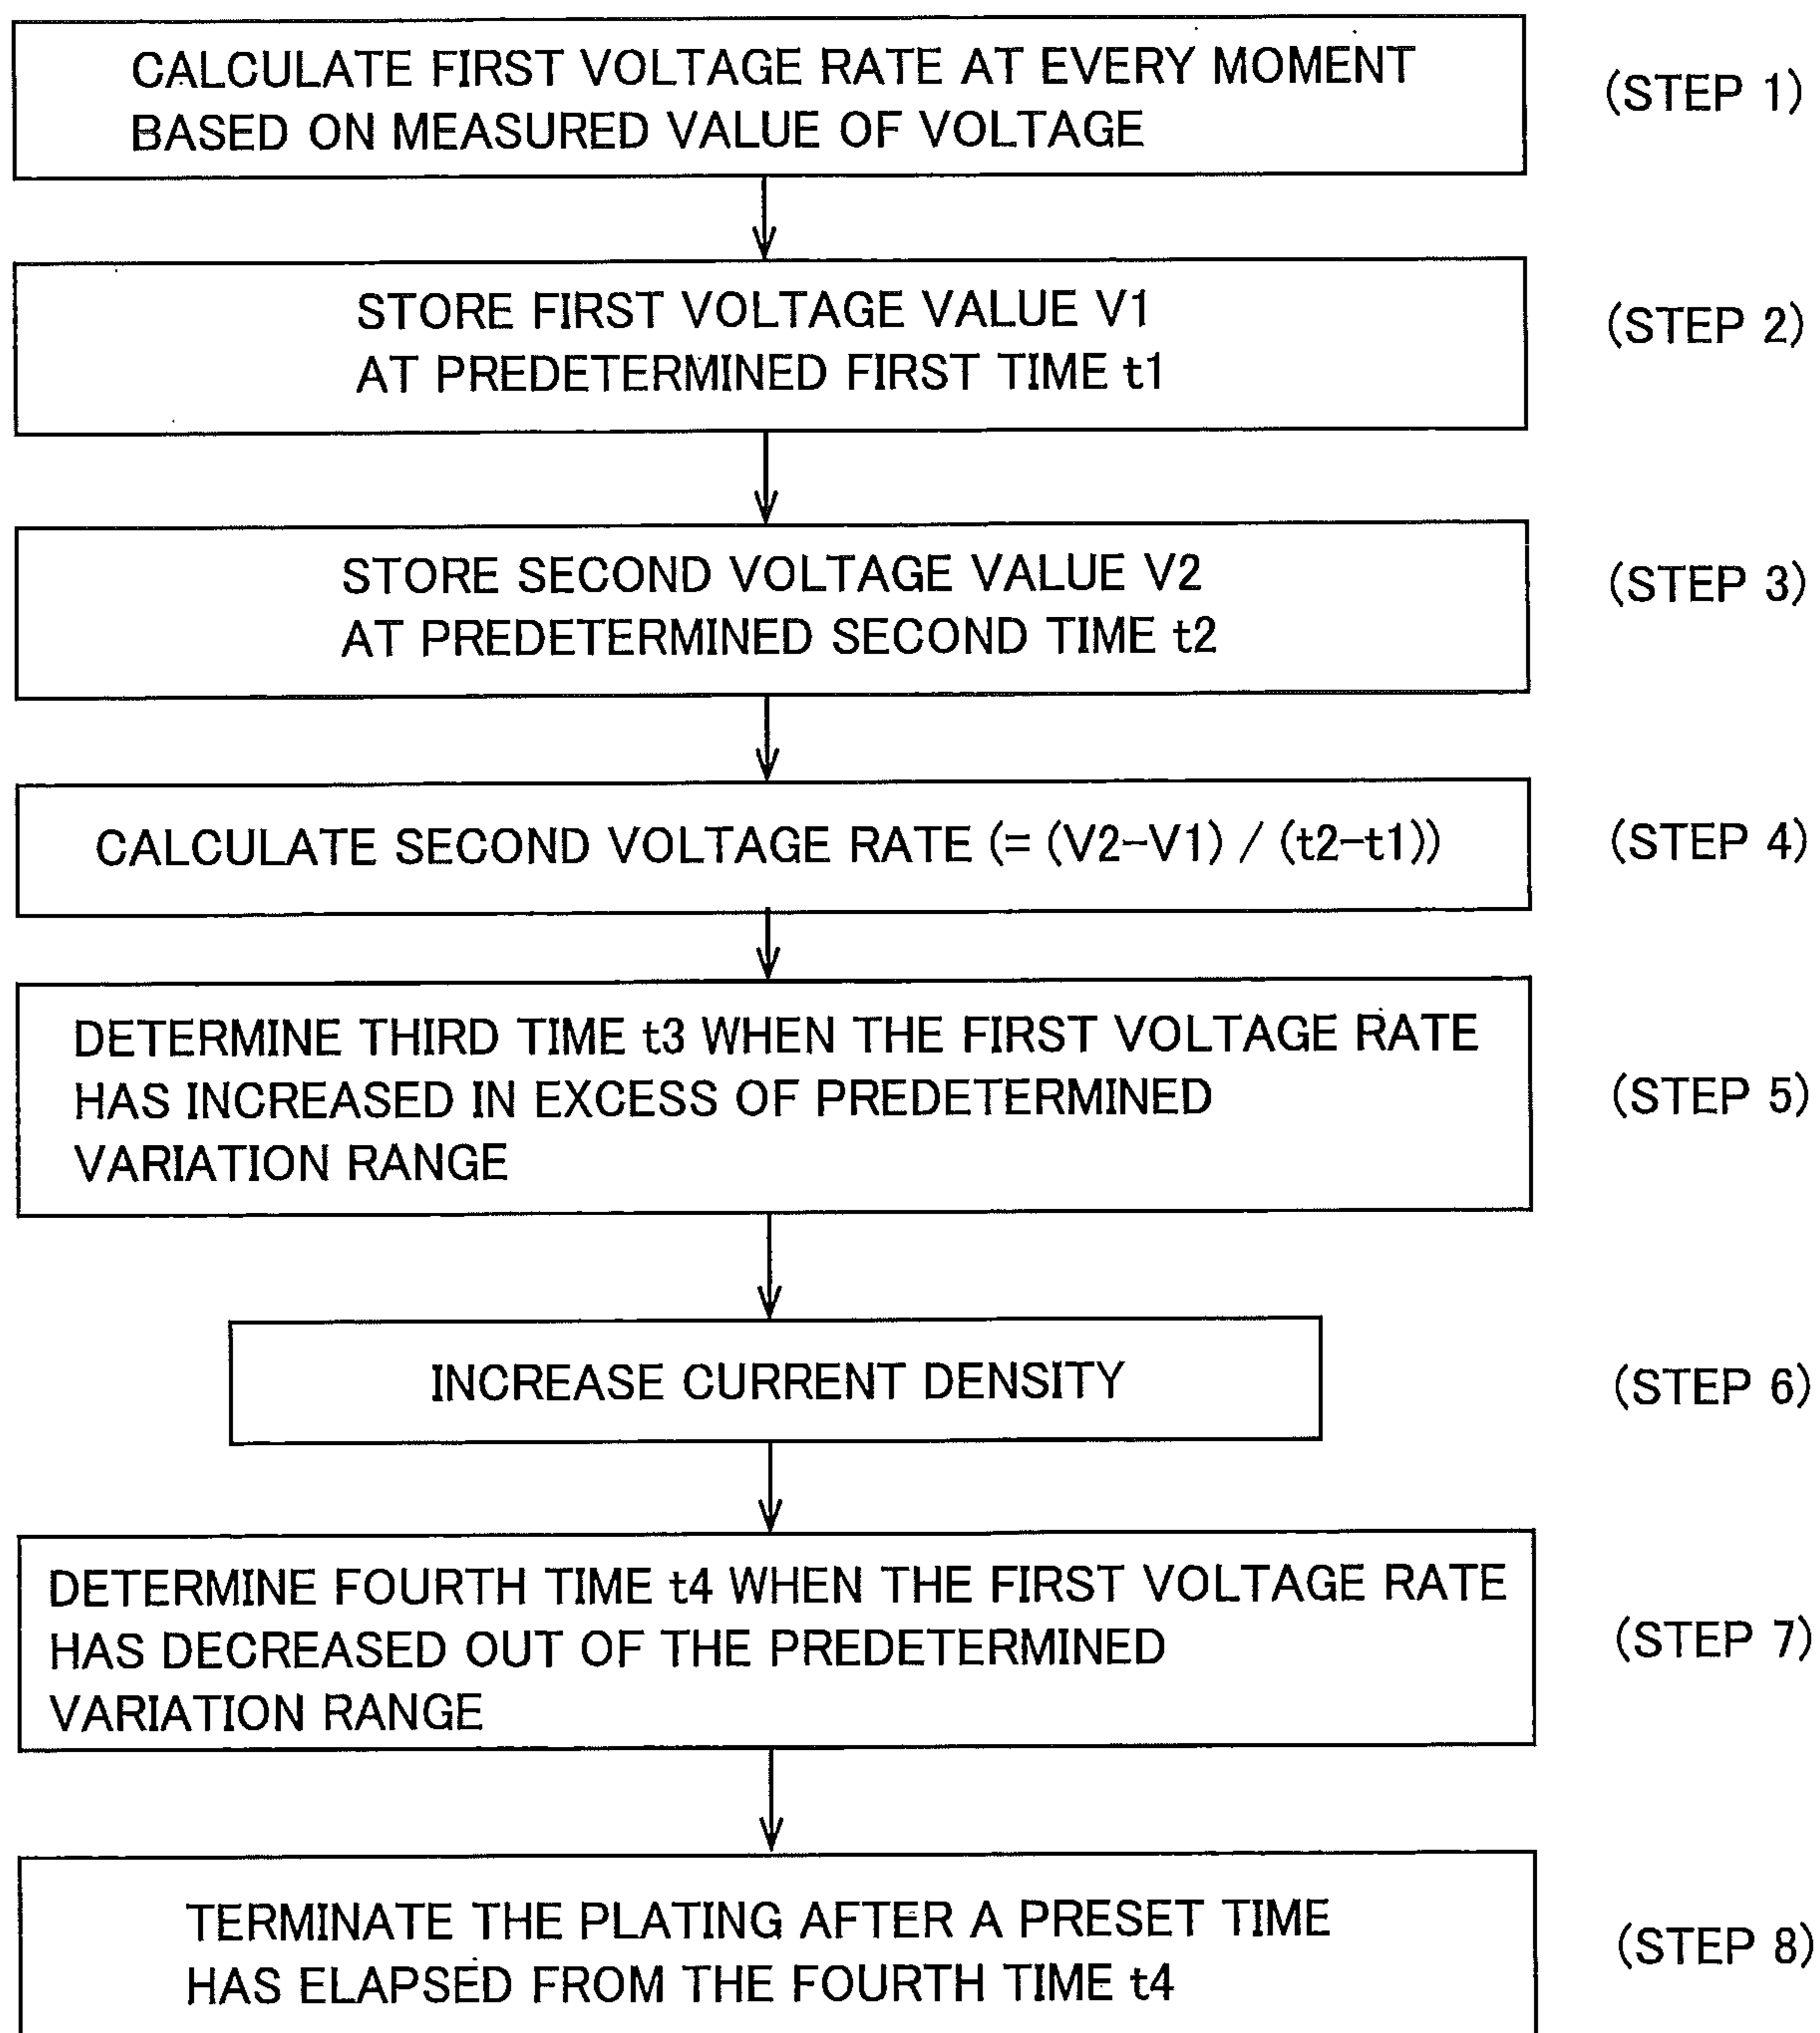 CALCULATE FIRST VOLTAGE RATE AT EVERY MOMENT
BASED ON MEASURED VALUE OF VOLTAGE
(STEP 1)
STORE FIRST VOLTAGE VALUE V1
AT PREDETERMINED FIRST TIME t1
(STEP 2)
STORE SECOND VOLTAGE VALUE V2
AT PREDETERMINED SECOND TIME t2
(STEP 3)
CALCULATE SECOND VOLTAGE RATE (= (V2-V1) / (t2-t1))
(STEP 4)
DETERMINE THIRD TIME t3 WHEN THE FIRST VOLTAGE RATE
HAS INCREASED IN EXCESS OF PREDETERMINED
VARIATION RANGE
(STEP 5)
INCREASE CURRENT DENSITY
(STEP 6)
DETERMINE FOURTH TIME t4 WHEN THE FIRST VOLTAGE RATE
HAS DECREASED OUT OF THE PREDETERMINED
VARIATION RANGE
(STEP 7)
TERMINATE THE PLATING AFTER A PRESET TIME
HAS ELAPSED FROM THE FOURTH TIME t4
(STEP 8)